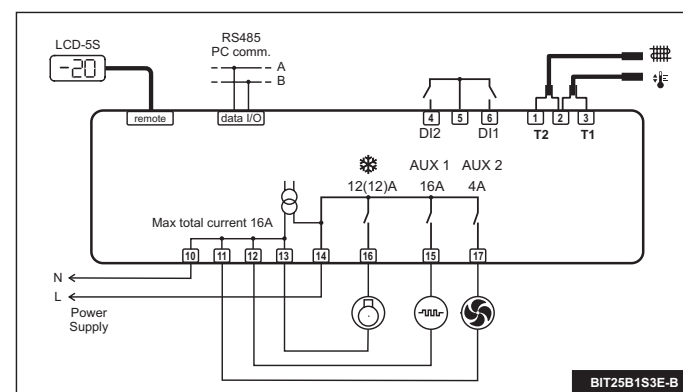 LCD-5S
-20
RS485
PC comm.
A
B
remote
data I/O
4
5
6
1
2
3
DI2
DI1
T2
T1
AUX 1
AUX 2
12(12)A
16A
4A
Max total current 16A
10
11
12
13
14
16
15
17
N
L
Power
Supply
BIT25B1S3E-B